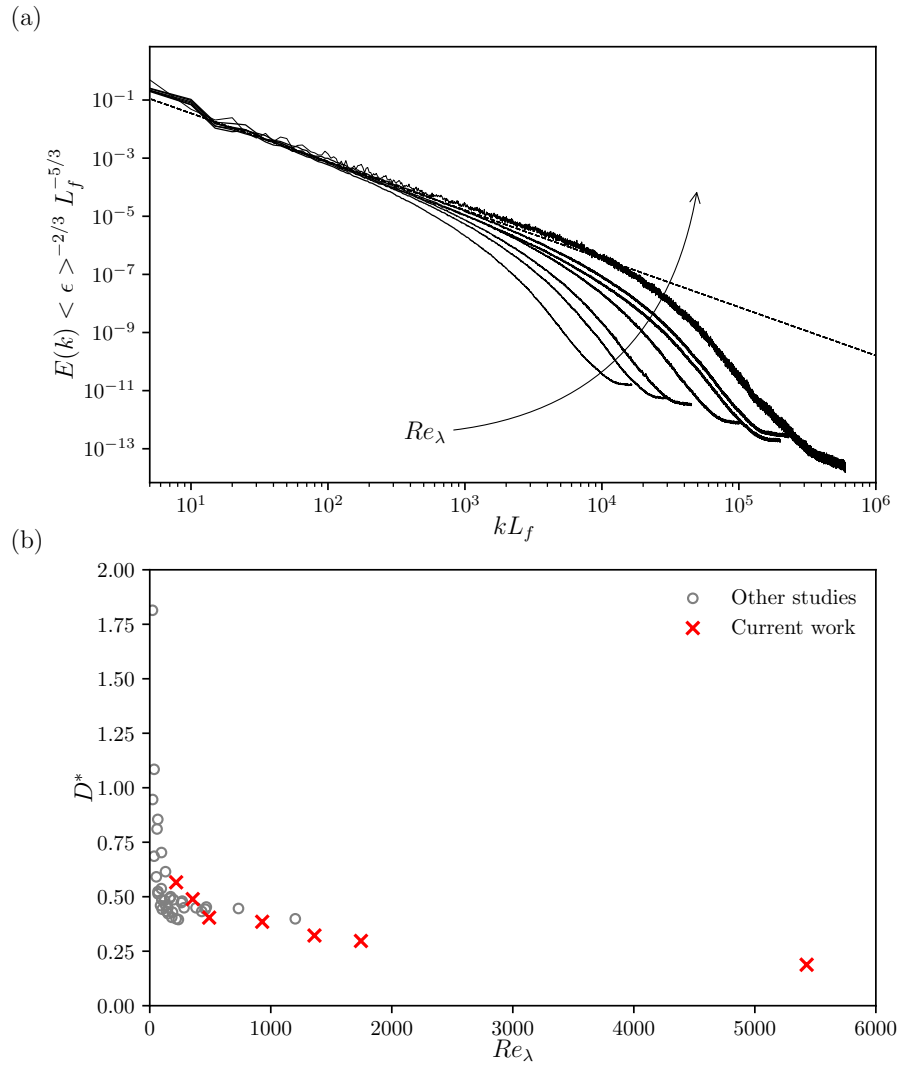 (a)
E(k) < ϵ >^{-2/3} L_f^{-5/3}
10^{-1}
10^{-3}
10^{-5}
10^{-7}
10^{-9}
10^{-11}
10^{-13}
Re_λ
10^1 10^2 10^3 10^4 10^5 10^6
kL_f
(b)
D*
2.00
1.75
1.50
1.25
1.00
0.75
0.50
0.25
0.00
Other studies
Current work
0 1000 2000 3000 4000 5000 6000
Re_λ